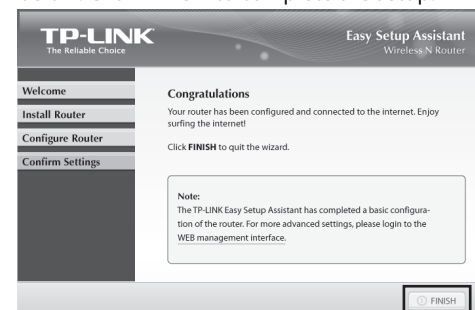 TP-LINK
The Reliable Choice
Easy Setup Assistant
Wireless N Router
Welcome
Install Router
Configure Router
Confirm Settings
Congratulations
Your router has been configured and connected to the internet. Enjoy
surfing the internet!
Click FINISH to quit the wizard.
Note:
The TP-LINK Easy Setup Assistant has completed a basic configura-
tion of the router. For more advanced settings, please login to the
WEB management interface.
FINISH